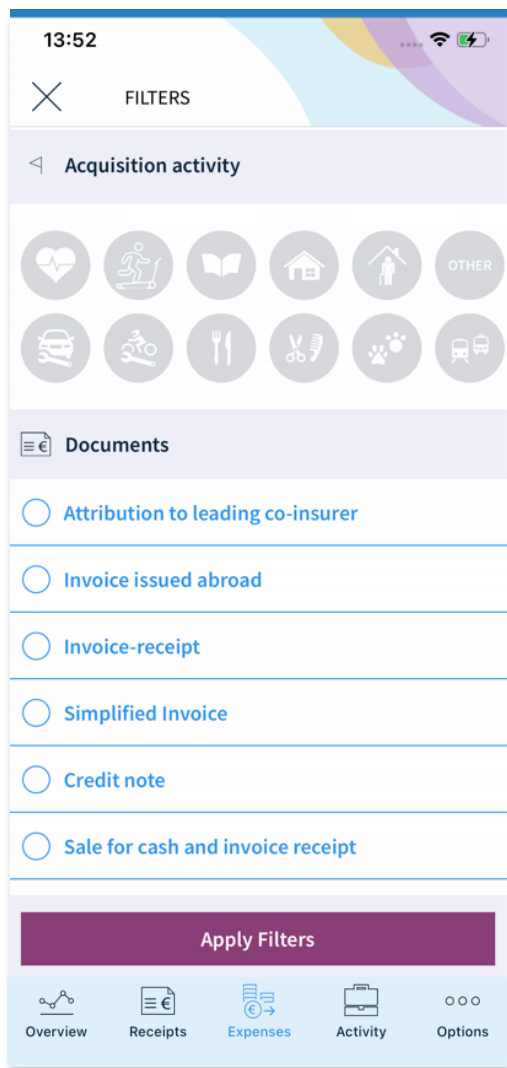 13:52
FILTERS
Acquisition activity
OTHER
€ Documents
Attribution to leading co-insurer
Invoice issued abroad
Invoice-receipt
Simplified Invoice
Credit note
Sale for cash and invoice receipt
Apply Filters
€ €
Overview Receipts Expenses Activity Options